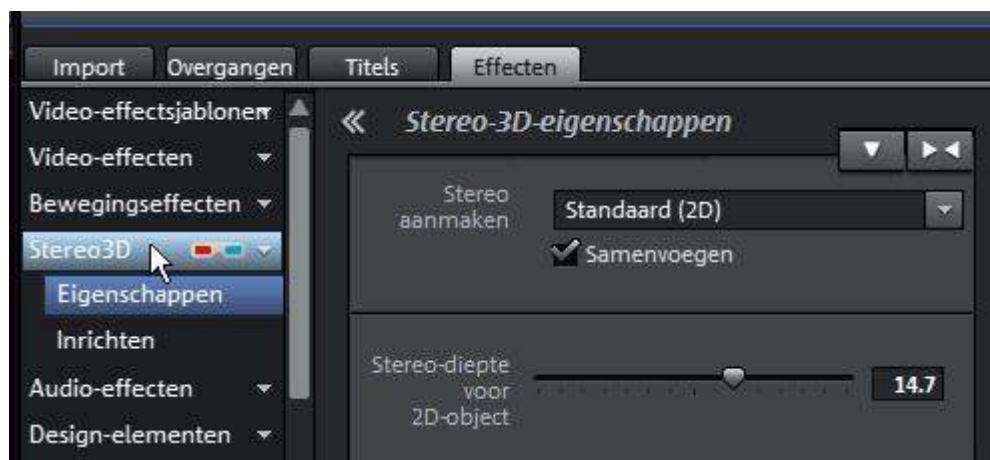 Import Overgangen Titels Effecten
Video-effectsjablonen
Video-effecten
Bewegingseffecten
Stereo3D
Eigenschappen
Inrichten
Audio-effecten
Design-elementen
Stereo-3D-eigenschappen
Stereo
aanmaken
Standaard (2D)
Samenvoegen
Stereo-diepte
voor
2D-object
14.7